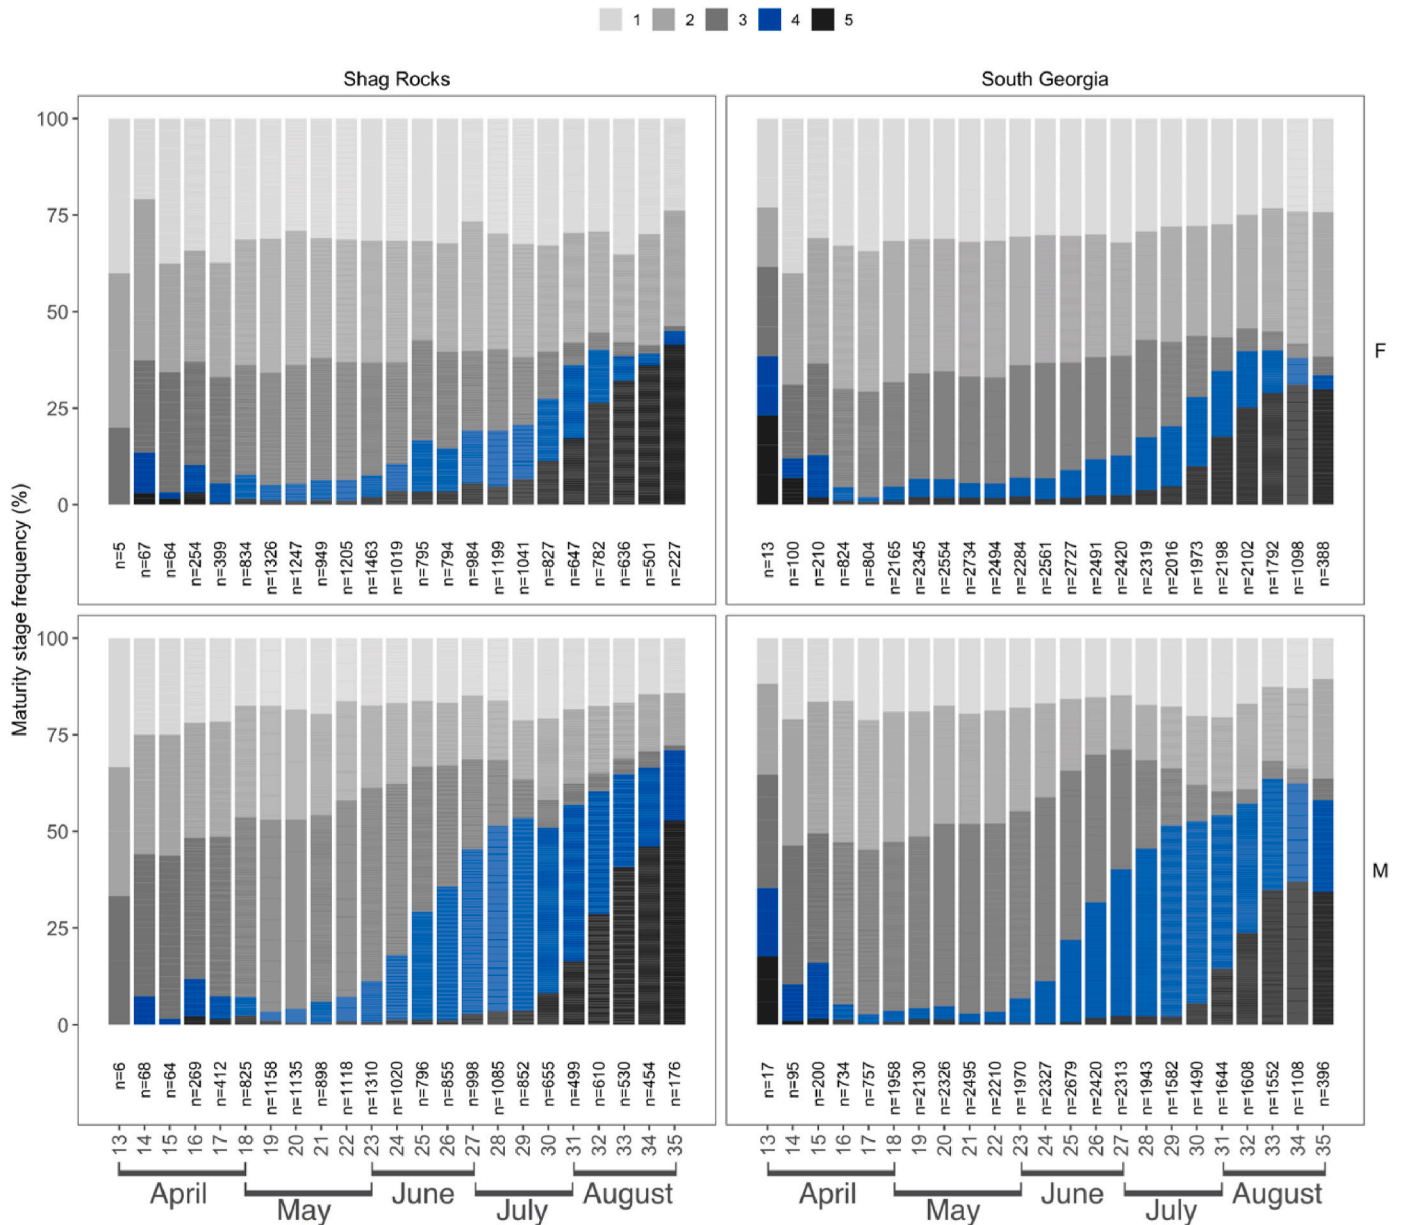 1 2 3 4 5
Shag Rocks South Georgia
Maturity stage frequency (%)
100
75
50
25
0
n=5 n=67 n=64 n=254 n=399 n=834 n=1326 n=1247 n=949 n=1205 n=1463 n=1019 n=795 n=794 n=984 n=1199 n=1041 n=827 n=647 n=782 n=636 n=501 n=227
n=13 n=100 n=210 n=824 n=804 n=2165 n=2345 n=2554 n=2734 n=2494 n=2284 n=2561 n=2727 n=2491 n=2420 n=2319 n=2016 n=1973 n=2198 n=2102 n=1792 n=1098 n=388
F
100
75
50
25
0
n=6 n=68 n=64 n=269 n=412 n=825 n=1158 n=1135 n=898 n=1118 n=1310 n=1020 n=796 n=855 n=998 n=1085 n=852 n=655 n=499 n=610 n=530 n=454 n=176
n=17 n=95 n=200 n=734 n=757 n=1958 n=2130 n=2326 n=2495 n=2210 n=1970 n=2327 n=2679 n=2420 n=2313 n=1943 n=1582 n=1490 n=1644 n=1608 n=1552 n=1108 n=396
M
13 14 15 16 17 18 19 20 21 22 23 24 25 26 27 28 29 30 31 32 33 34 35
13 14 15 16 17 18 19 20 21 22 23 24 25 26 27 28 29 30 31 32 33 34 35
April May June July August
April May June July August